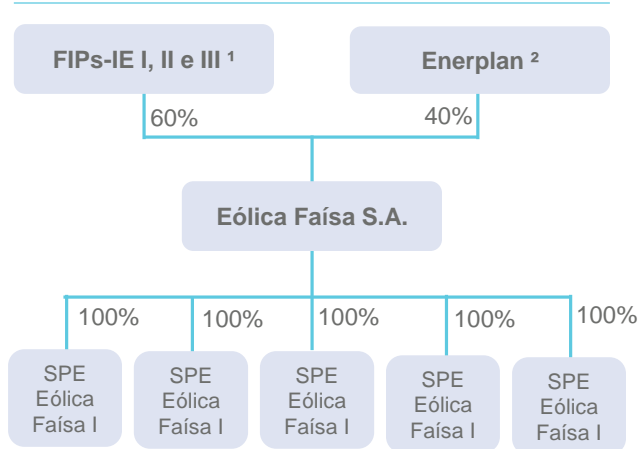 FIPs-IE I, II e III ¹
Enerplan ²
60%
40%
Eólica Faísa S.A.
100%
100%
100%
100%
100%
SPE
Eólica
Faísa I
SPE
Eólica
Faísa I
SPE
Eólica
Faísa I
SPE
Eólica
Faísa I
SPE
Eólica
Faísa I